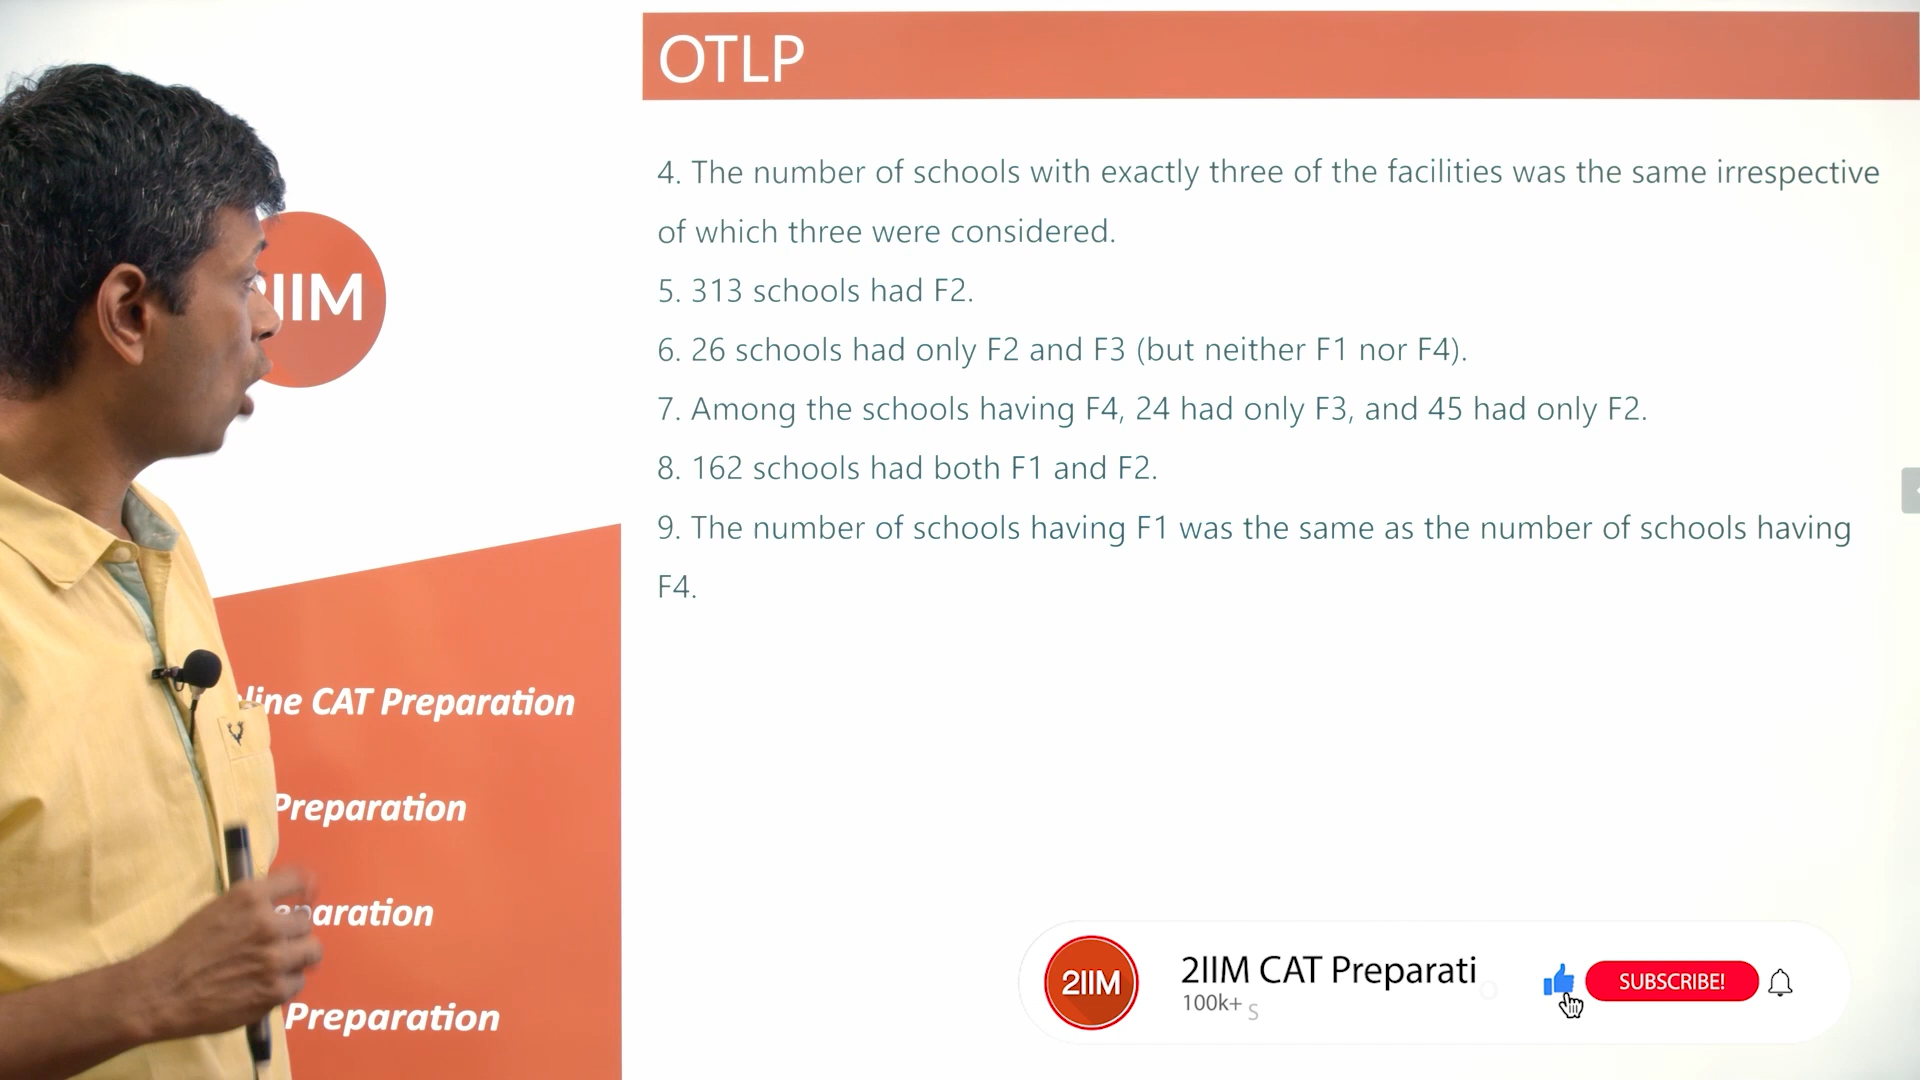 OTLP
4. The number of schools with exactly three of the facilities was the same irrespective
of which three were considered.
5. 313 schools had F2.
6. 26 schools had only F2 and F3 (but neither F1 nor F4).
7. Among the schools having F4, 24 had only F3, and 45 had only F2.
8. 162 schools had both F1 and F2.
9. The number of schools having F1 was the same as the number of schools having
F4.
2IIM
line CAT Preparation
Preparation
eparation
Preparation
2IIM
2IIM CAT Preparati
100k+ S
SUBSCRIBE!